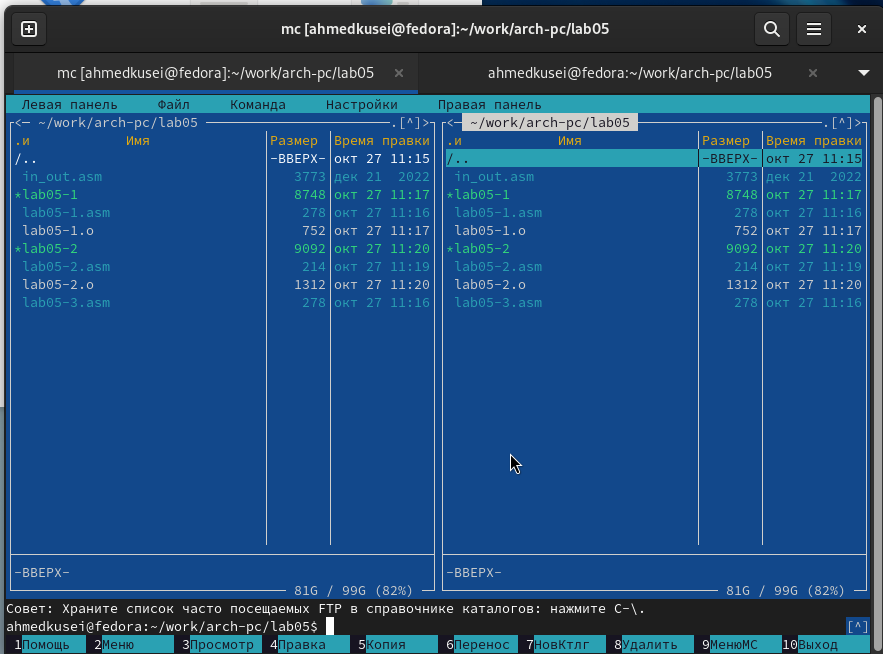 mc [ahmedkusei@fedora]:~/work/arch-pc/lab05
mc [ahmedkusei@fedora]:~/work/arch-pc/lab05 × ahmedkusei@fedora:~/work/arch-pc/lab05 ×
Левая панель Файл Команда Настройки Правая панель
<─ ~/work/arch-pc/lab05 .[^]> <─ ~/work/arch-pc/lab05 .[^]>
.и Имя Размер Время правки .и Имя Размер Время правки
/.. -ВВЕРХ- окт 27 11:15 /.. -ВВЕРХ- окт 27 11:15
in_out.asm 3773 дек 21 2022 in_out.asm 3773 дек 21 2022
*lab05-1 8748 окт 27 11:17 *lab05-1 8748 окт 27 11:17
lab05-1.asm 278 окт 27 11:16 lab05-1.asm 278 окт 27 11:16
lab05-1.o 752 окт 27 11:17 lab05-1.o 752 окт 27 11:17
*lab05-2 9092 окт 27 11:20 *lab05-2 9092 окт 27 11:20
lab05-2.asm 214 окт 27 11:19 lab05-2.asm 214 окт 27 11:19
lab05-2.o 1312 окт 27 11:20 lab05-2.o 1312 окт 27 11:20
lab05-3.asm 278 окт 27 11:16 lab05-3.asm 278 окт 27 11:16
-ВВЕРХ- -ВВЕРХ-
81G / 99G (82%) 81G / 99G (82%)
Совет: Храните список часто посещаемых FTP в справочнике каталогов: нажмите C-\.
ahmedkusei@fedora:~/work/arch-pc/lab05$ [^]
1Помощь 2Меню 3Просмотр 4Правка 5Копия 6Перенос 7НовКтлг 8Удалить 9МенюMC 10Выход